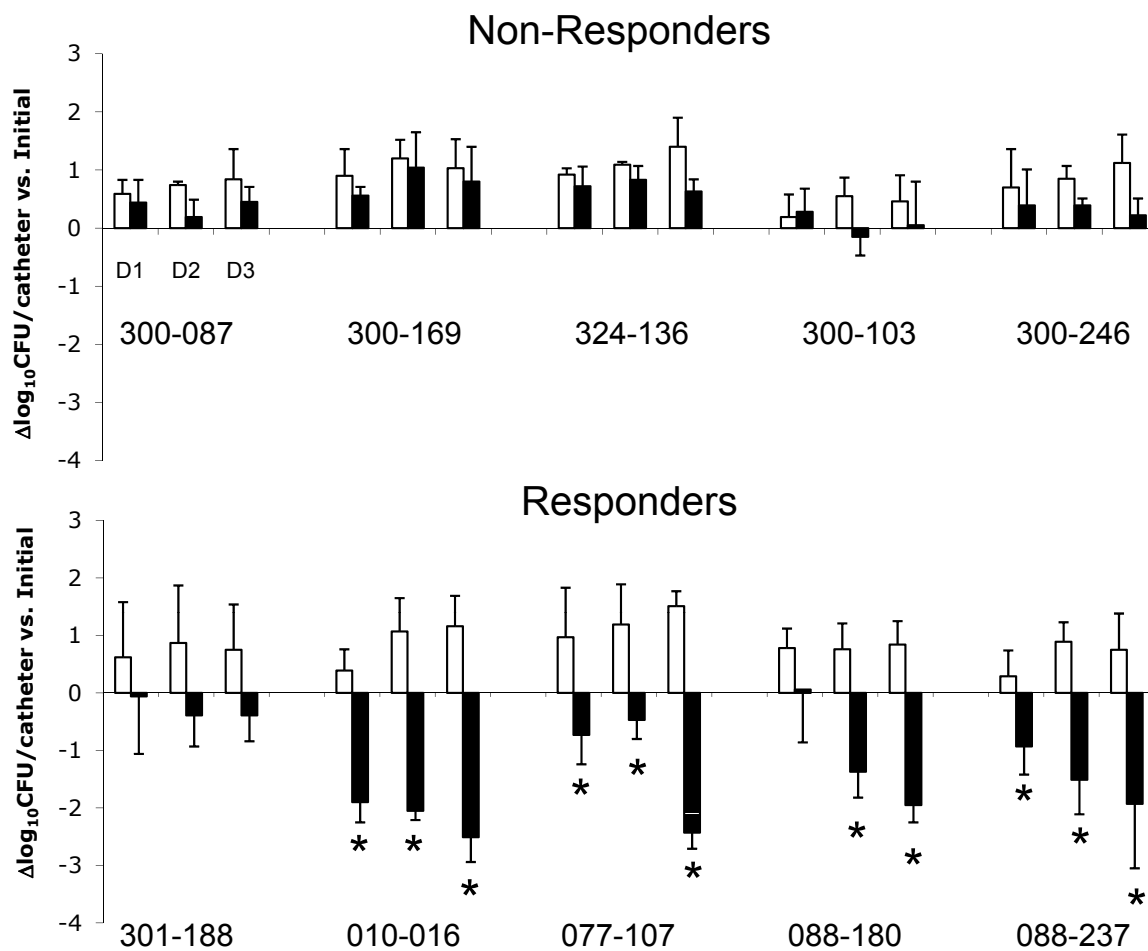 Non-Responders
Δlog₁₀CFU/catheter vs. Initial
3
2
1
0
-1
-2
-3
-4
D1 D2 D3
300-087 300-169 324-136 300-103 300-246
Responders
Δlog₁₀CFU/catheter vs. Initial
3
2
1
0
-1
-2
-3
-4
* * * * * * * * * * *
301-188 010-016 077-107 088-180 088-237